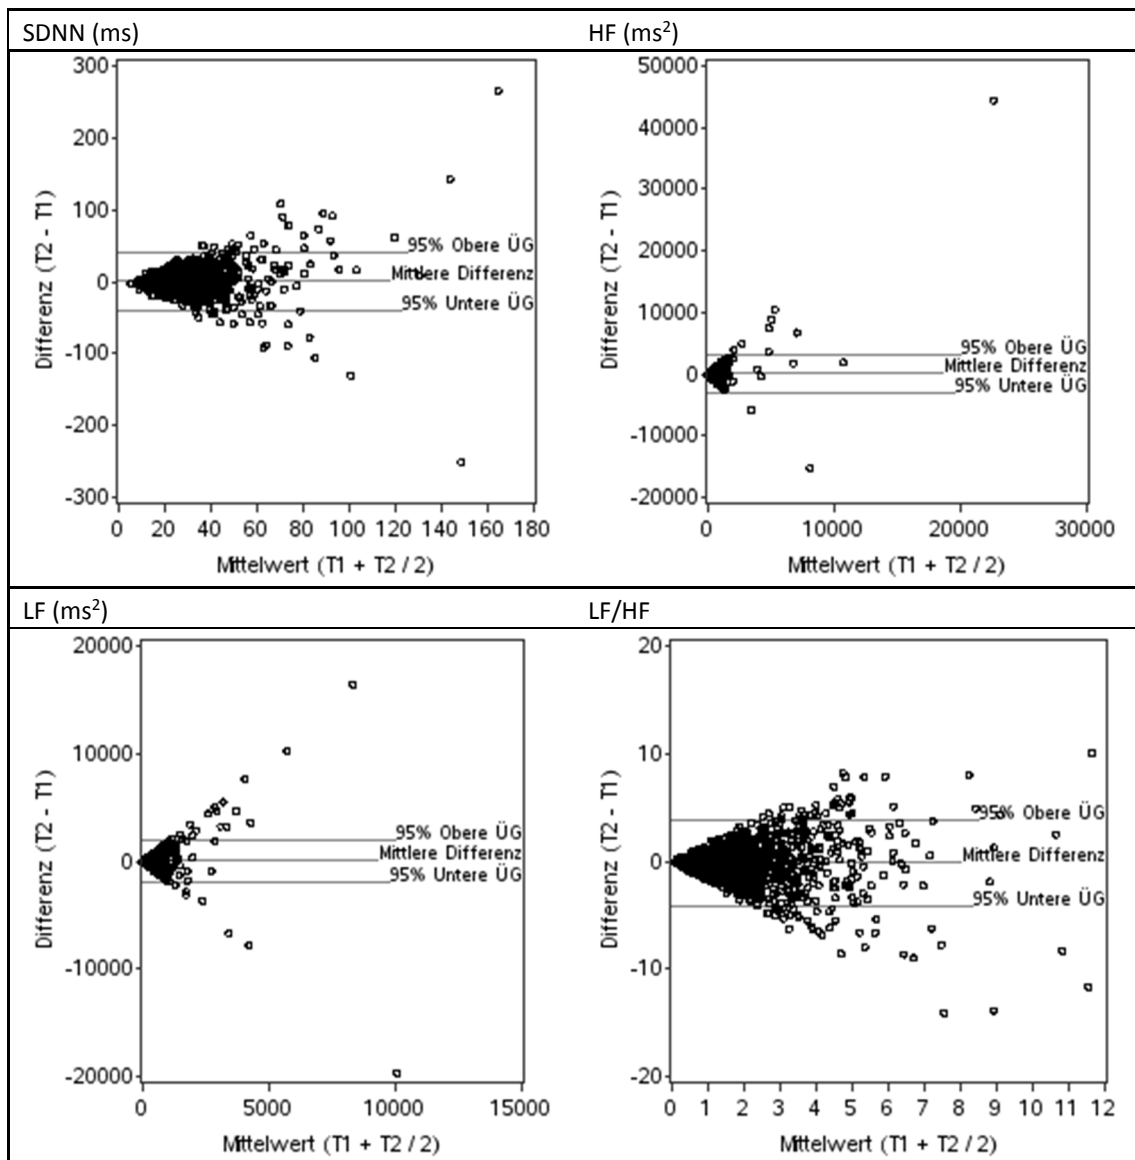 SDNN (ms)
300
200
100
0
-100
-200
-300
Differenz (T2 - T1)
95% Obere ÜG
Mittlere Differenz
95% Untere ÜG
0 20 40 60 80 100 120 140 160 180
Mittelwert (T1 + T2 / 2)
HF (ms²)
50000
40000
30000
20000
10000
0
-10000
-20000
Differenz (T2 - T1)
95% Obere ÜG
Mittlere Differenz
95% Untere ÜG
0 10000 20000 30000
Mittelwert (T1 + T2 / 2)
LF (ms²)
20000
10000
0
-10000
-20000
Differenz (T2 - T1)
95% Obere ÜG
Mittlere Differenz
95% Untere ÜG
0 5000 10000 15000
Mittelwert (T1 + T2 / 2)
LF/HF
20
10
0
-10
-20
Differenz (T2 - T1)
95% Obere ÜG
Mittlere Differenz
95% Untere ÜG
0 1 2 3 4 5 6 7 8 9 10 11 12
Mittelwert (T1 + T2 / 2)